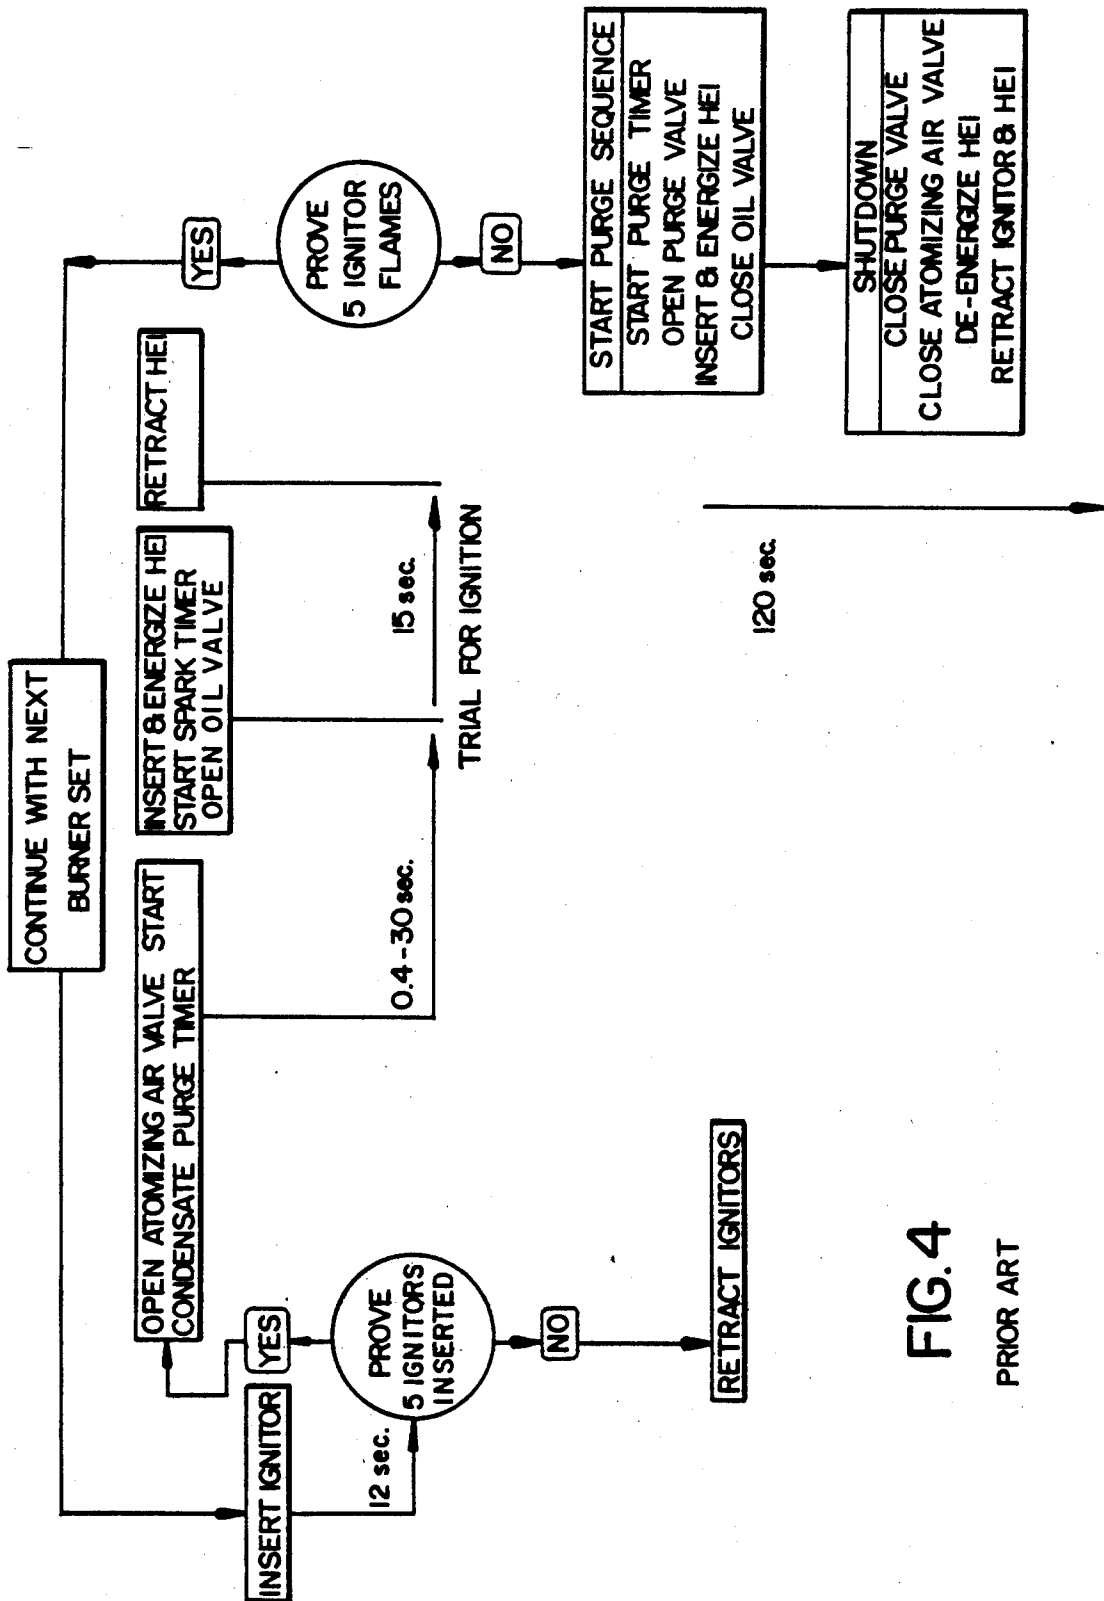 CONTINUE WITH NEXT
BURNER SET
INSERT IGNITOR
12 sec.
PROVE
5 IGNITORS
INSERTED
YES
NO
RETRACT IGNITORS
OPEN ATOMIZING AIR VALVE START
CONDENSATE PURGE TIMER
0.4-30 sec.
INSERT & ENERGIZE HEI
START SPARK TIMER
OPEN OIL VALVE
15 sec.
TRIAL FOR IGNITION
RETRACT HEI
PROVE
5 IGNITOR
FLAMES
YES
NO
START PURGE SEQUENCE
START PURGE TIMER
OPEN PURGE VALVE
INSERT & ENERGIZE HEI
CLOSE OIL VALVE
120 sec.
SHUTDOWN
CLOSE PURGE VALVE
CLOSE ATOMIZING AIR VALVE
DE-ENERGIZE HEI
RETRACT IGNITOR & HEI
FIG. 4
PRIOR ART